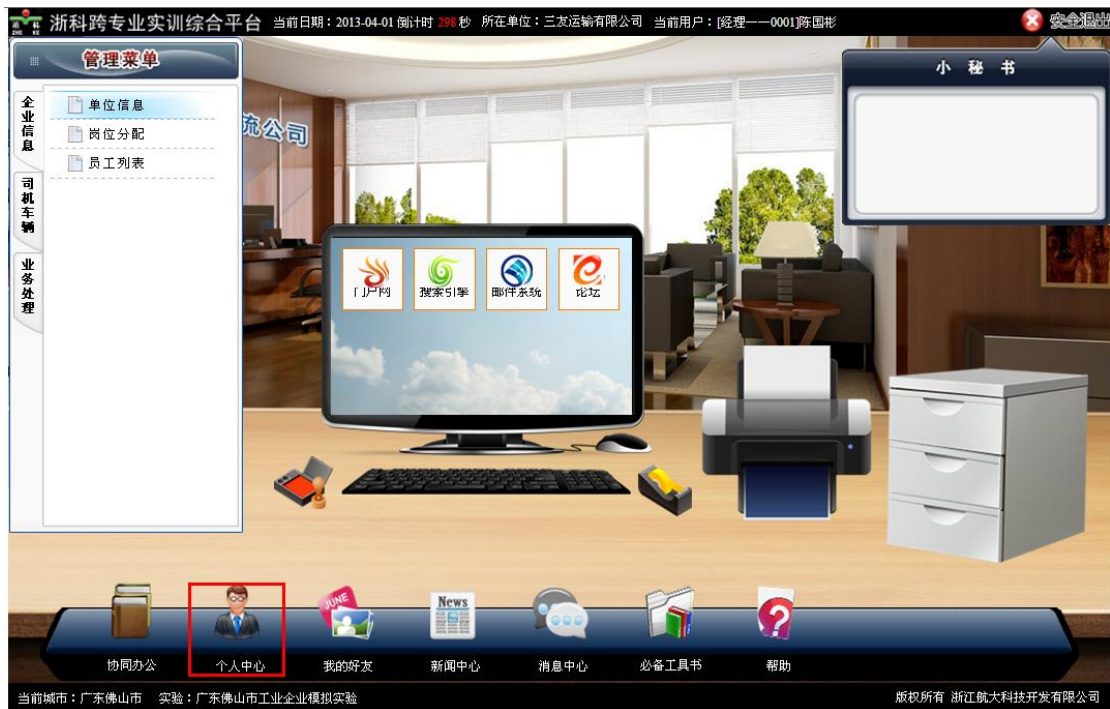 浙科 ZHE KE 浙科跨专业实训综合平台 当前日期：2013-04-01 倒计时 298 秒 所在单位：三友运输有限公司 当前用户：[经理——0001]陈国彬 安全退出
管理菜单
小 秘 书
企业信息
单位信息
岗位分配
员工列表
司机车辆
业务处理
流公司
门户网
搜索引擎
邮件系统
论坛
JUNE
News
协同办公
个人中心
我的好友
新闻中心
消息中心
必备工具书
帮助
当前城市：广东佛山市 实验：广东佛山市工业企业模拟实验
版权所有 浙江航大科技开发有限公司